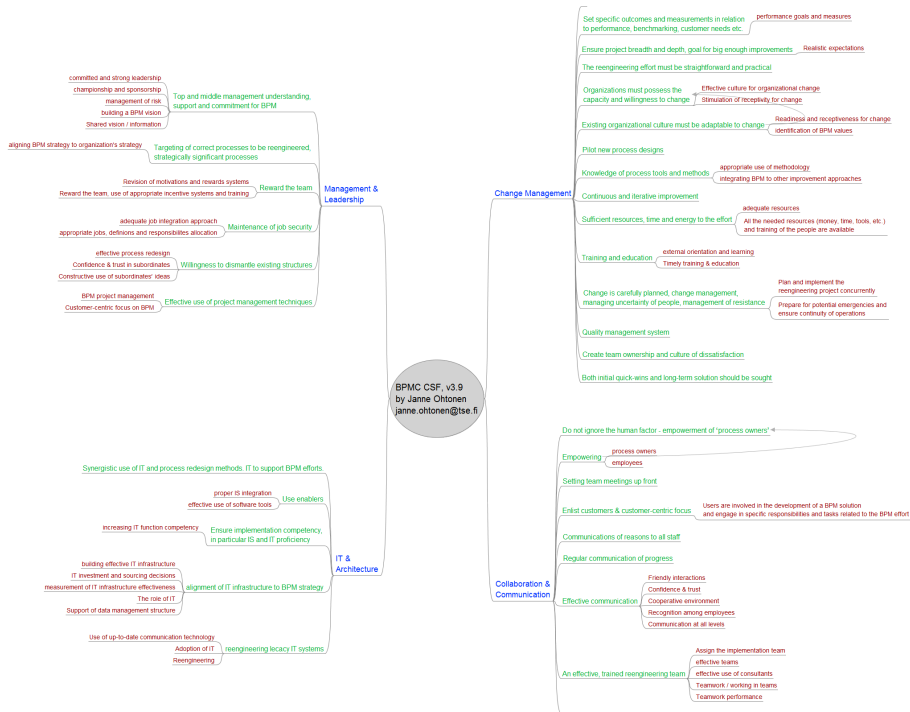 BPMC CSF, v3.9
by Janne Ohtonen
janne.ohtonen@tse.fi
Management &
Leadership
Top and middle management understanding,
support and commitment for BPM
committed and strong leadership
championship and sponsorship
management of risk
building a BPM vision
Shared vision / information
Targeting of correct processes to be reengineered,
strategically significant processes
aligning BPM strategy to organization's strategy
Reward the team
Revision of motivations and rewards systems
Reward the team, use of appropriate incentive systems and training
Maintenance of job security
adequate job integration approach
appropriate jobs, definions and responsibilites allocation
Willingness to dismantle existing structures
effective process redesign
Confidence & trust in subordinates
Constructive use of subordinates' ideas
Effective use of project management techniques
BPM project management
Customer-centric focus on BPM
IT &
Architecture
Synergistic use of IT and process redesign methods. IT to support BPM efforts.
Use enablers
proper IS integration
effective use of software tools
Ensure implementation competency,
in particular IS and IT proficiency
increasing IT function competency
alignment of IT infrastructure to BPM strategy
building effective IT infrastructure
IT investment and sourcing decisions
measurement of IT infrastructure effectiveness
The role of IT
Support of data management structure
reengineering lecacy IT systems
Use of up-to-date communication technology
Adoption of IT
Reengineering
Change Management
Set specific outcomes and measurements in relation
to performance, benchmarking, customer needs etc.
performance goals and measures
Ensure project breadth and depth, goal for big enough improvements
Realistic expectations
The reengineering effort must be straightforward and practical
Organizations must possess the
capacity and willingness to change
Effective culture for organizational change
Stimulation of receptivity for change
Existing organizational culture must be adaptable to change
Readiness and receptiveness for change
identification of BPM values
Pilot new process designs
Knowledge of process tools and methods
appropriate use of methodology
integrating BPM to other improvement approaches
Continuous and iterative improvement
Sufficient resources, time and energy to the effort
adequate resources
All the needed resources (money, time, tools, etc.)
and training of the people are available
Training and education
external orientation and learning
Timely training & education
Change is carefully planned, change management,
managing uncertainty of people, management of resistance
Plan and implement the
reengineering project concurrently
Prepare for potential emergencies and
ensure continuity of operations
Quality management system
Create team ownership and culture of dissatisfaction
Both initial quick-wins and long-term solution should be sought
Collaboration &
Communication
Do not ignore the human factor - empowerment of "process owners"
Empowering
process owners
employees
Setting team meetings up front
Enlist customers & customer-centric focus
Users are involved in the development of a BPM solution
and engage in specific responsibilities and tasks related to the BPM effort
Communications of reasons to all staff
Regular communication of progress
Effective communication
Friendly interactions
Confidence & trust
Cooperative environment
Recognition among employees
Communication at all levels
An effective, trained reengineering team
Assign the implementation team
effective teams
effective use of consultants
Teamwork / working in teams
Teamwork performance